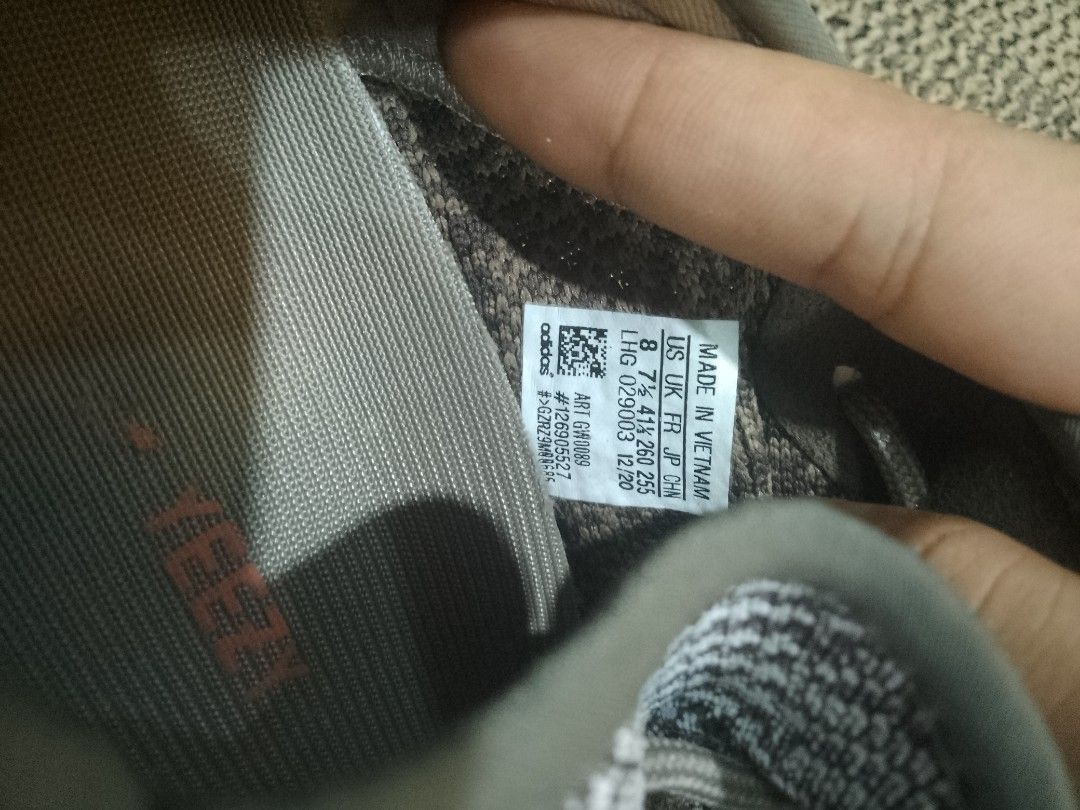 MADE IN VIETNAM
US UK FR JP CHN
8 7½ 41⅓ 260 255
LHG 029003 12/20
adidas
ART GW0089
#126905527
YEEZY